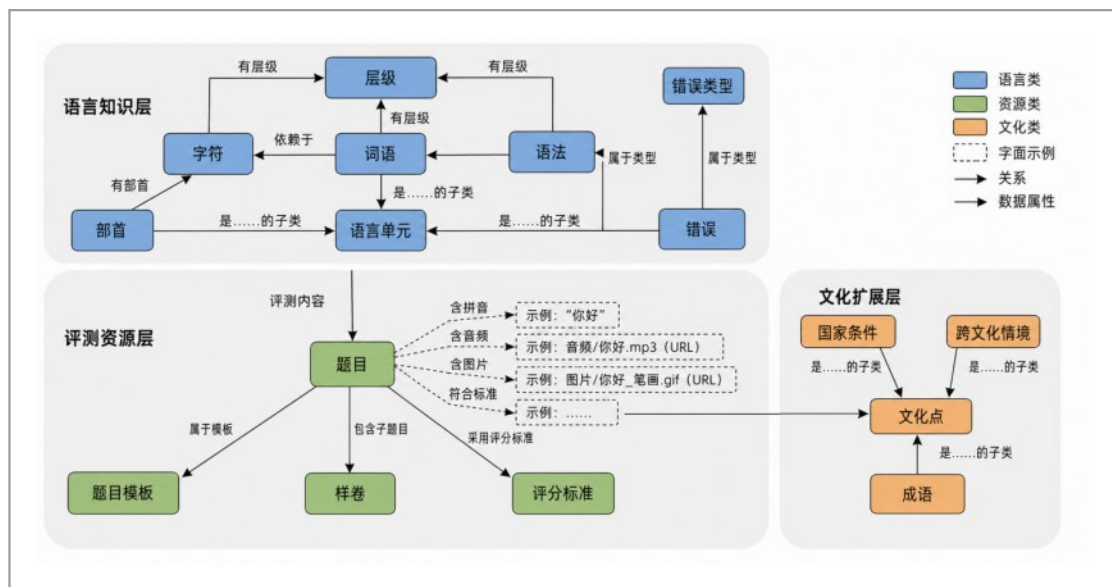 有层级
层级
有层级
错误类型
语言知识层
有层级
字符
依赖于
词语
语法
属于类型
属于类型
有部首
是……的子类
部首
是……的子类
语言单元
是……的子类
错误
语言类
资源类
文化类
字面示例
关系
数据属性
评测内容
评测资源层
题目
含拼音
示例：“你好”
含音频
示例：音频/你好.mp3（URL）
含图片
示例：图片/你好_笔画.gif（URL）
符合标准
示例：……
属于模板
包含子题目
采用评分标准
题目模板
样卷
评分标准
文化扩展层
国家条件
跨文化情境
是……的子类
是……的子类
文化点
是……的子类
成语